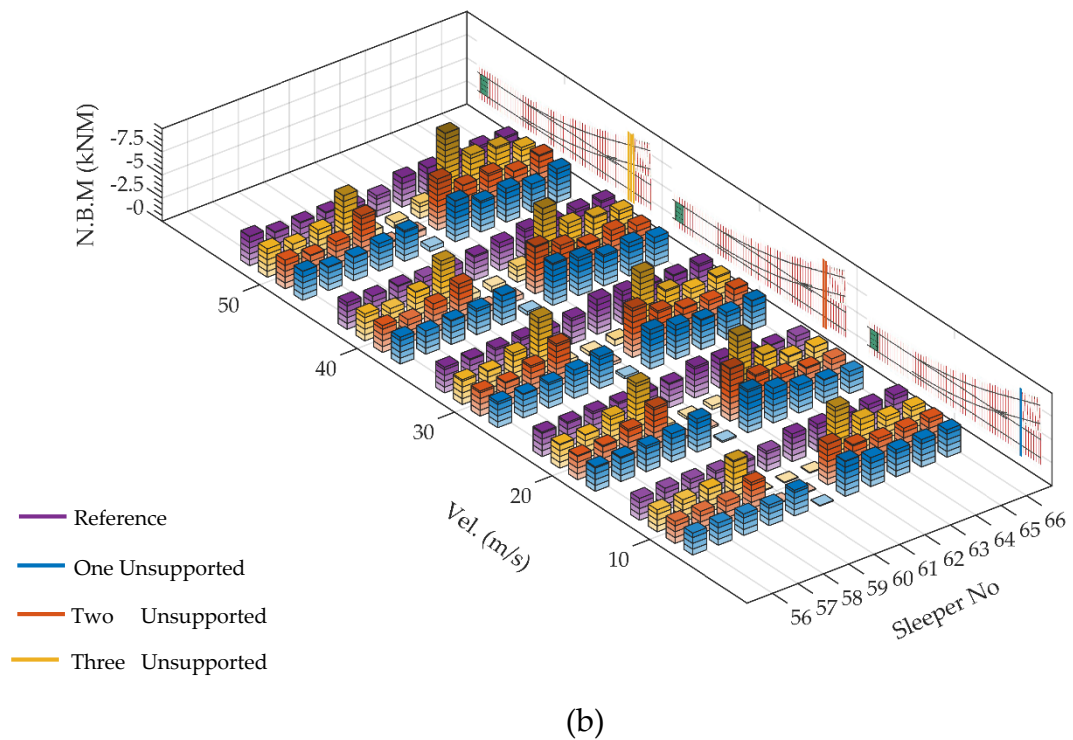 N.B.M (kNM)
-7.5
-5
-2.5
-0
50
40
30
20
10
Vel. (m/s)
56
57
58
59
60
61
62
63
64
65
66
Sleeper No
Reference
One Unsupported
Two Unsupported
Three Unsupported
(b)